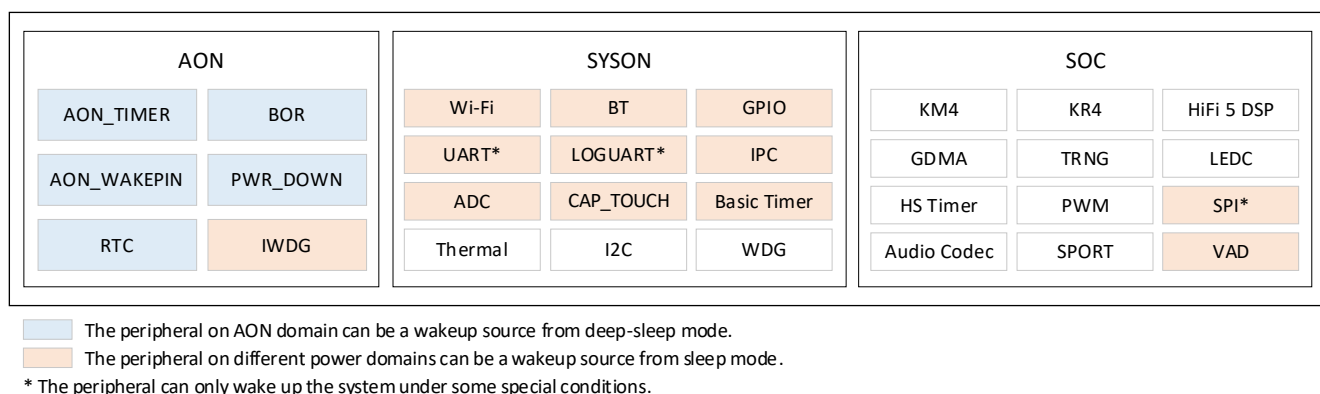 AON
AON_TIMER BOR
AON_WAKEPIN PWR_DOWN
RTC IWDG
SYSON
Wi-Fi BT GPIO
UART* LOGUART* IPC
ADC CAP_TOUCH Basic Timer
Thermal I2C WDG
SOC
KM4 KR4 HiFi 5 DSP
GDMA TRNG LEDC
HS Timer PWM SPI*
Audio Codec SPORT VAD
The peripheral on AON domain can be a wakeup source from deep-sleep mode.
The peripheral on different power domains can be a wakeup source from sleep mode.
* The peripheral can only wake up the system under some special conditions.